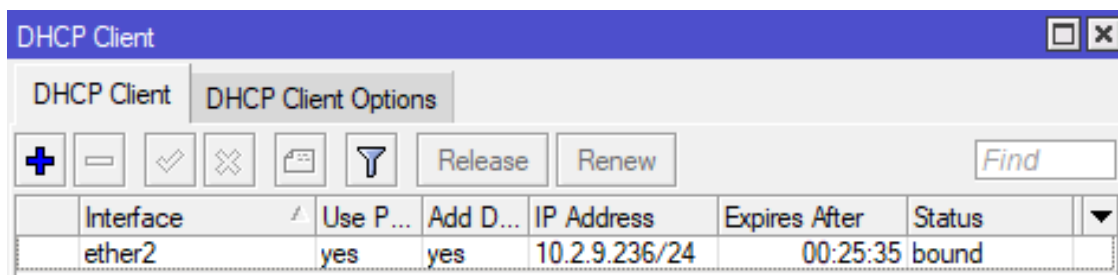 DHCP Client
DHCP Client DHCP Client Options
Release Renew Find
Interface Use P... Add D... IP Address Expires After Status
ether2 yes yes 10.2.9.236/24 00:25:35 bound